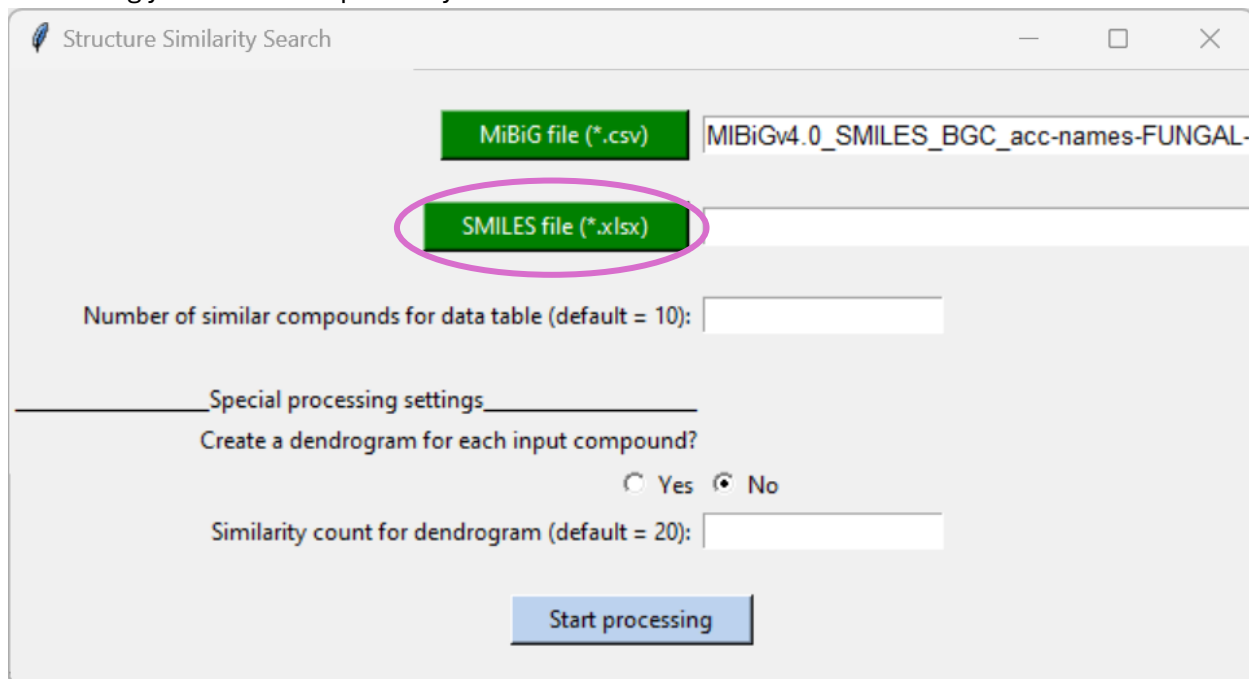 Structure Similarity Search
MiBiG file (*.csv) MIBiGv4.0_SMILES_BGC_acc-names-FUNGAL-
SMILES file (*.xlsx)
Number of similar compounds for data table (default = 10):
Special processing settings
Create a dendrogram for each input compound?
Yes No
Similarity count for dendrogram (default = 20):
Start processing